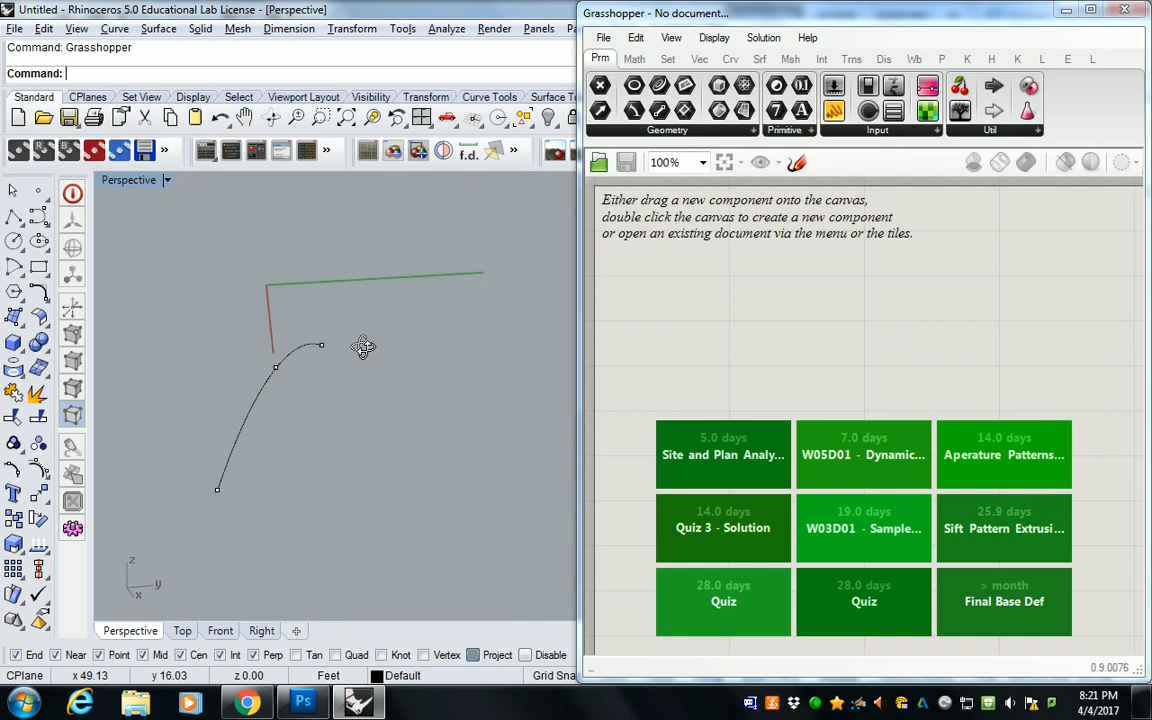 Untitled - Rhinoceros 5.0 Educational Lab License - [Perspective]
File Edit View Curve Surface Solid Mesh Dimension Transform Tools Analyze Render Panels
Command: Grasshopper
Command:
Standard CPlanes Set View Display Select Viewport Layout Visibility Transform Curve Tools Surface To
f.d.
Perspective
z
y
x
Perspective Top Front Right
End Near Point Mid Cen Int Perp Tan Quad Knot Vertex Project Disable
CPlane x 49.13 y 16.03 z 0.00 Feet Default Grid Snap
Grasshopper - No document...
File Edit View Display Solution Help
Prm Math Set Vec Crv Srf Msh Int Trns Dis Wb P K H K E L
Geometry Primitive Input Util
100%
Either drag a new component onto the canvas,
double click the canvas to create a new component
or open an existing document via the menu or the tiles.
5.0 days
Site and Plan Analy...
7.0 days
W05D01 - Dynamic...
14.0 days
Aperature Patterns...
14.0 days
Quiz 3 - Solution
19.0 days
W03D01 - Sample...
25.9 days
Sift Pattern Extrusi...
28.0 days
Quiz
28.0 days
Quiz
> month
Final Base Def
0.9.0076
Ps
8:21 PM
4/4/2017